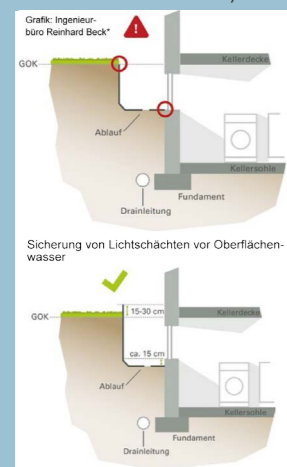 Grafik: Ingenieur-
büro Reinhard Beck*
GOK
Kellerdecke
Ablauf
Kellersohle
Fundament
Drainleitung
Sicherung von Lichtschächten vor Oberflächen-
wasser
15-30 cm
GOK
Kellerdecke
ca. 15 cm
Ablauf
Kellersohle
Fundament
Drainleitung